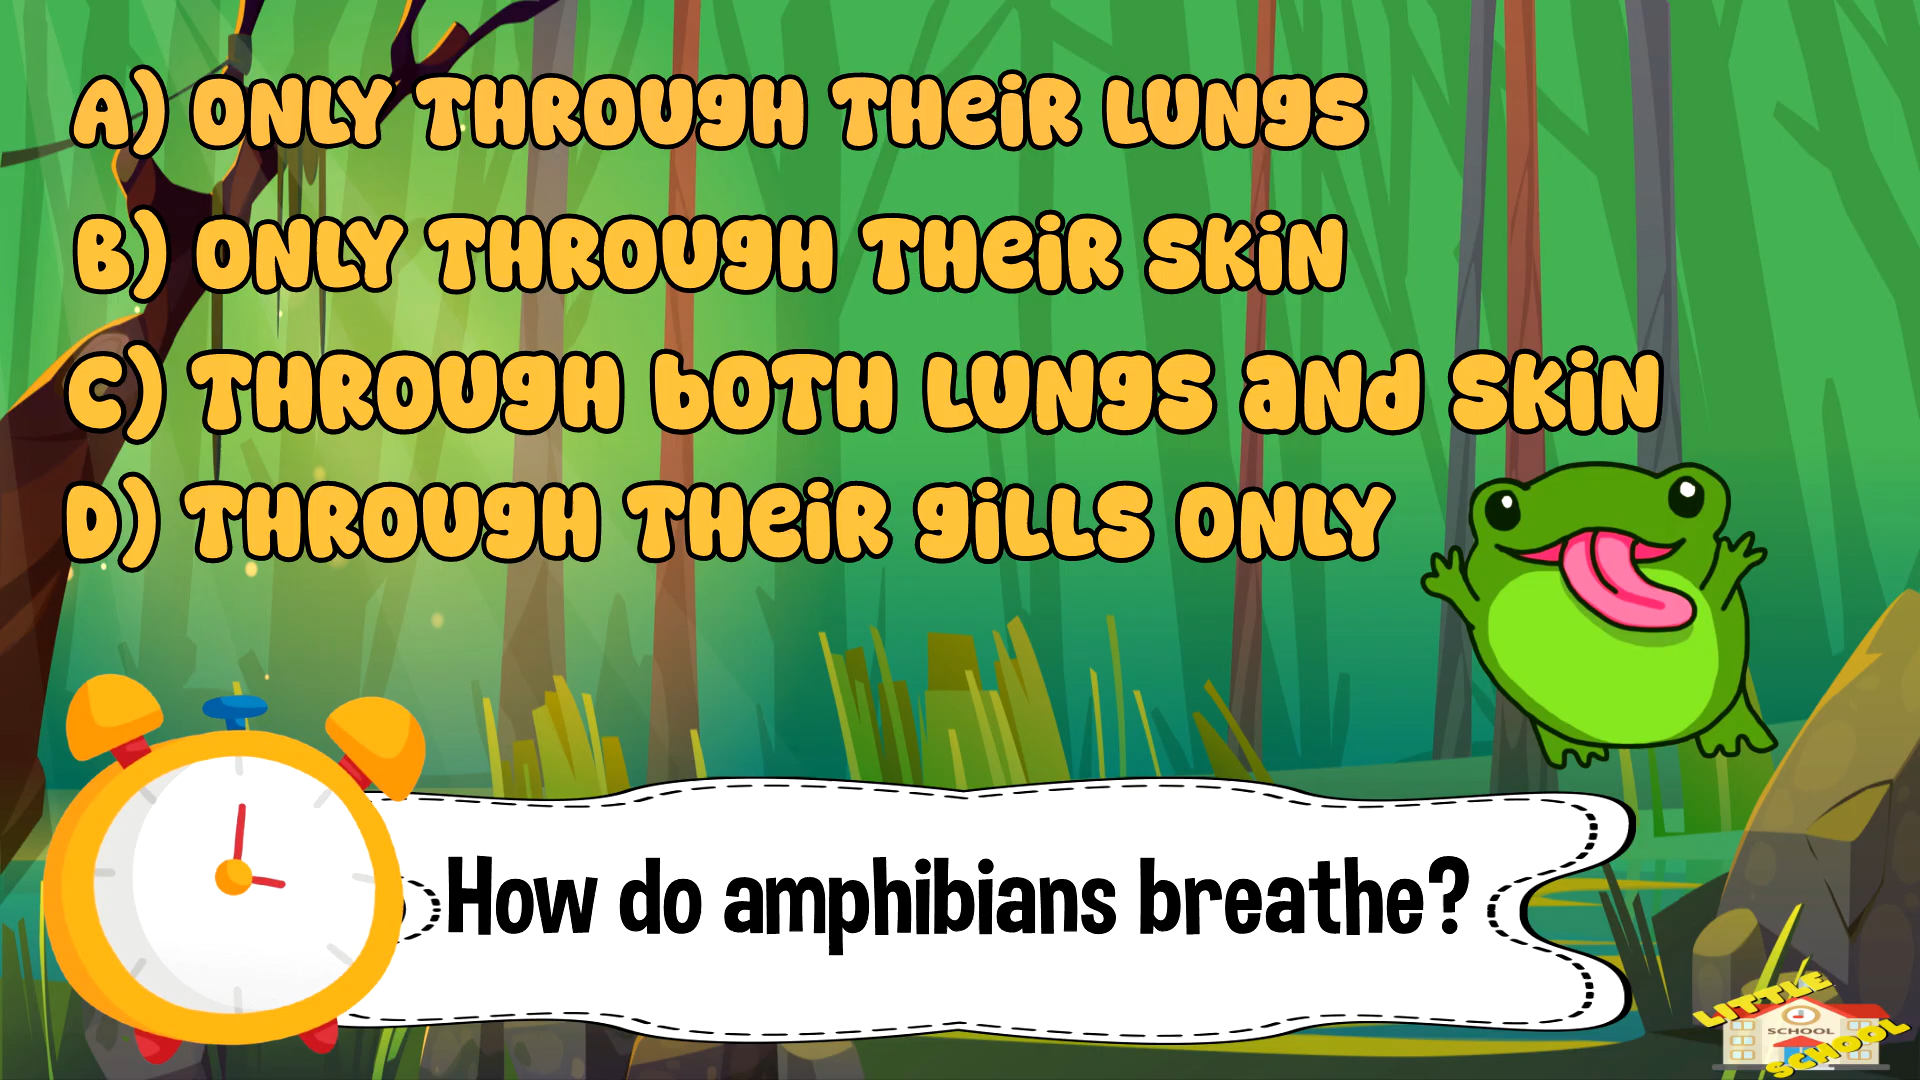 A) ONLY THROUGH THEIR LUNGS
B) ONLY THROUGH THEIR SKIN
C) THROUGH BOTH LUNGS AND SKIN
D) THROUGH THEIR GILLS ONLY
How do amphibians breathe?
LITTLE
SCHOOL
SCHOOL